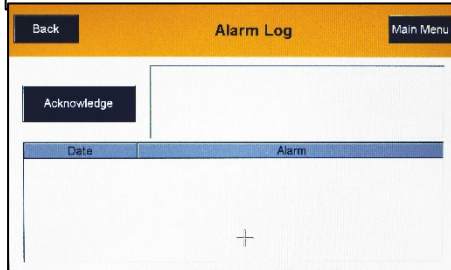 Back
Alarm Log
Main Menu
Acknowledge
Date
Alarm